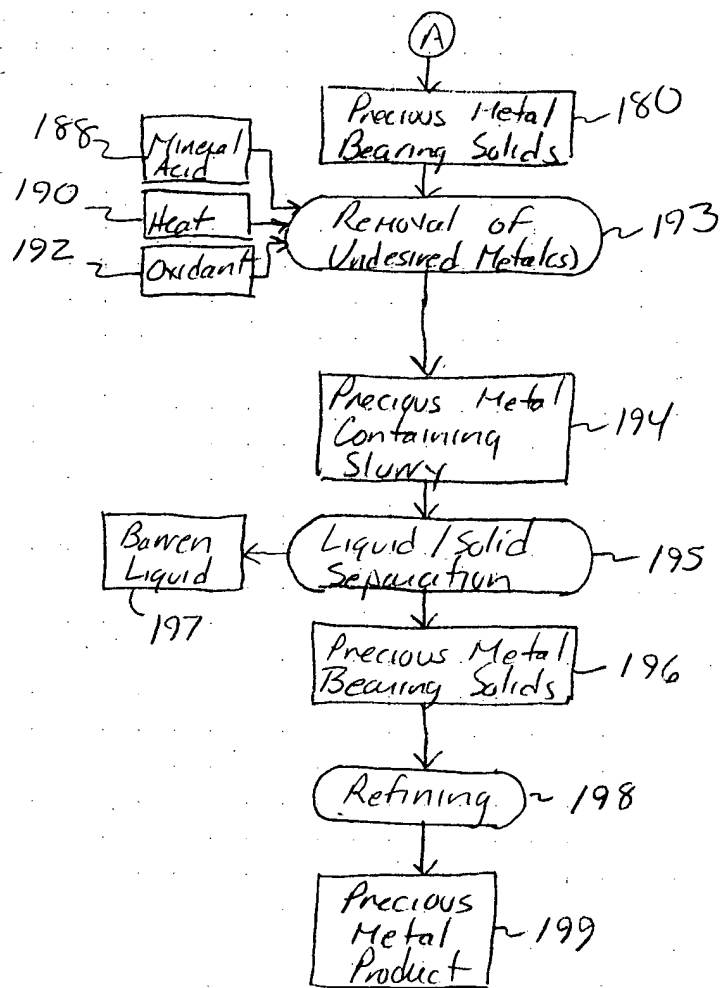 A
Precious Metal
Bearing Solids
180
188
Mineral
Acid
190
Heat
192
Oxidant
Removal of
Undesired Metal(s)
193
Precious Metal
Containing
Slurry
194
Barren
Liquid
197
Liquid/Solid
Separation
195
Precious Metal
Bearing Solids
196
Refining
198
Precious
Metal
Product
199